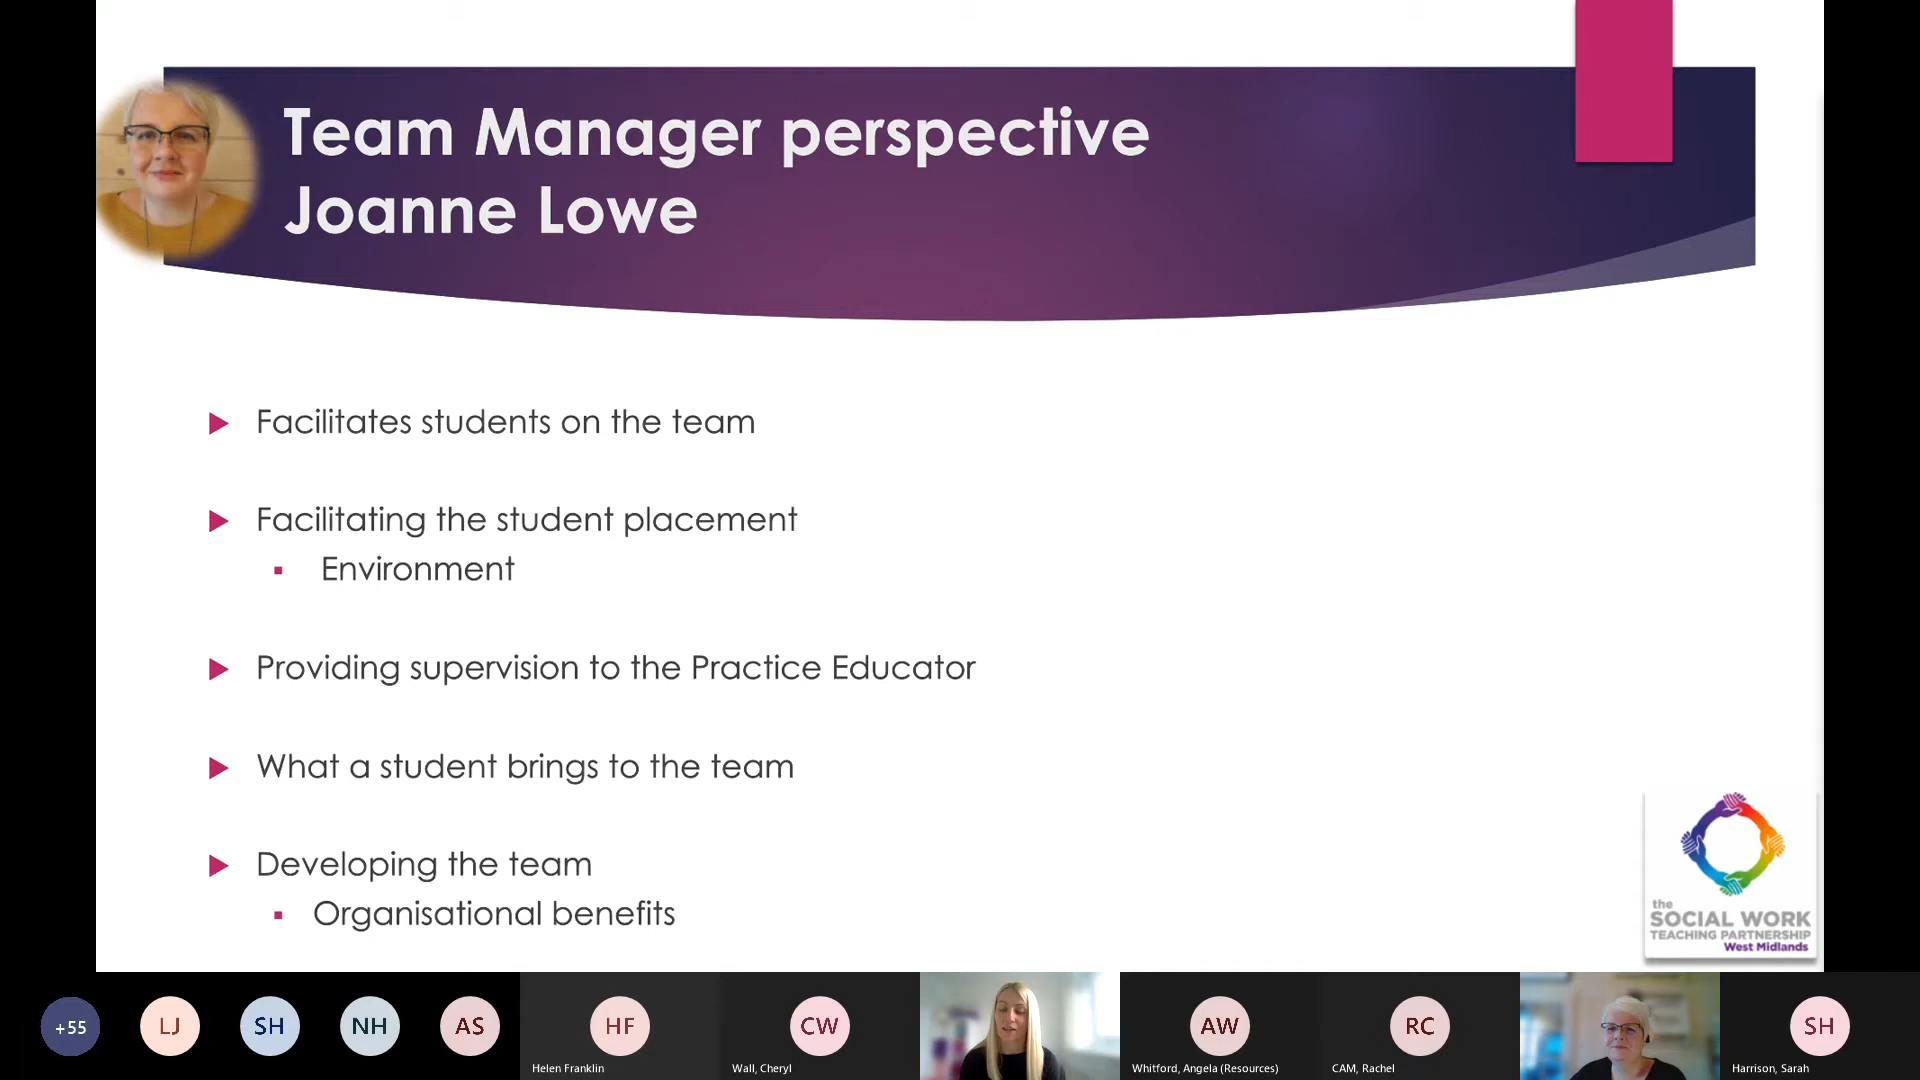 Team Manager perspective
Joanne Lowe
Facilitates students on the team
Facilitating the student placement
Environment
Providing supervision to the Practice Educator
What a student brings to the team
Developing the team
Organisational benefits
the
SOCIAL WORK
TEACHING PARTNERSHIP
West Midlands
+55
LJ
SH
NH
AS
HF
Helen Franklin
CW
Wall, Cheryl
AW
Whitford, Angela (Resources)
RC
CAM, Rachel
SH
Harrison, Sarah